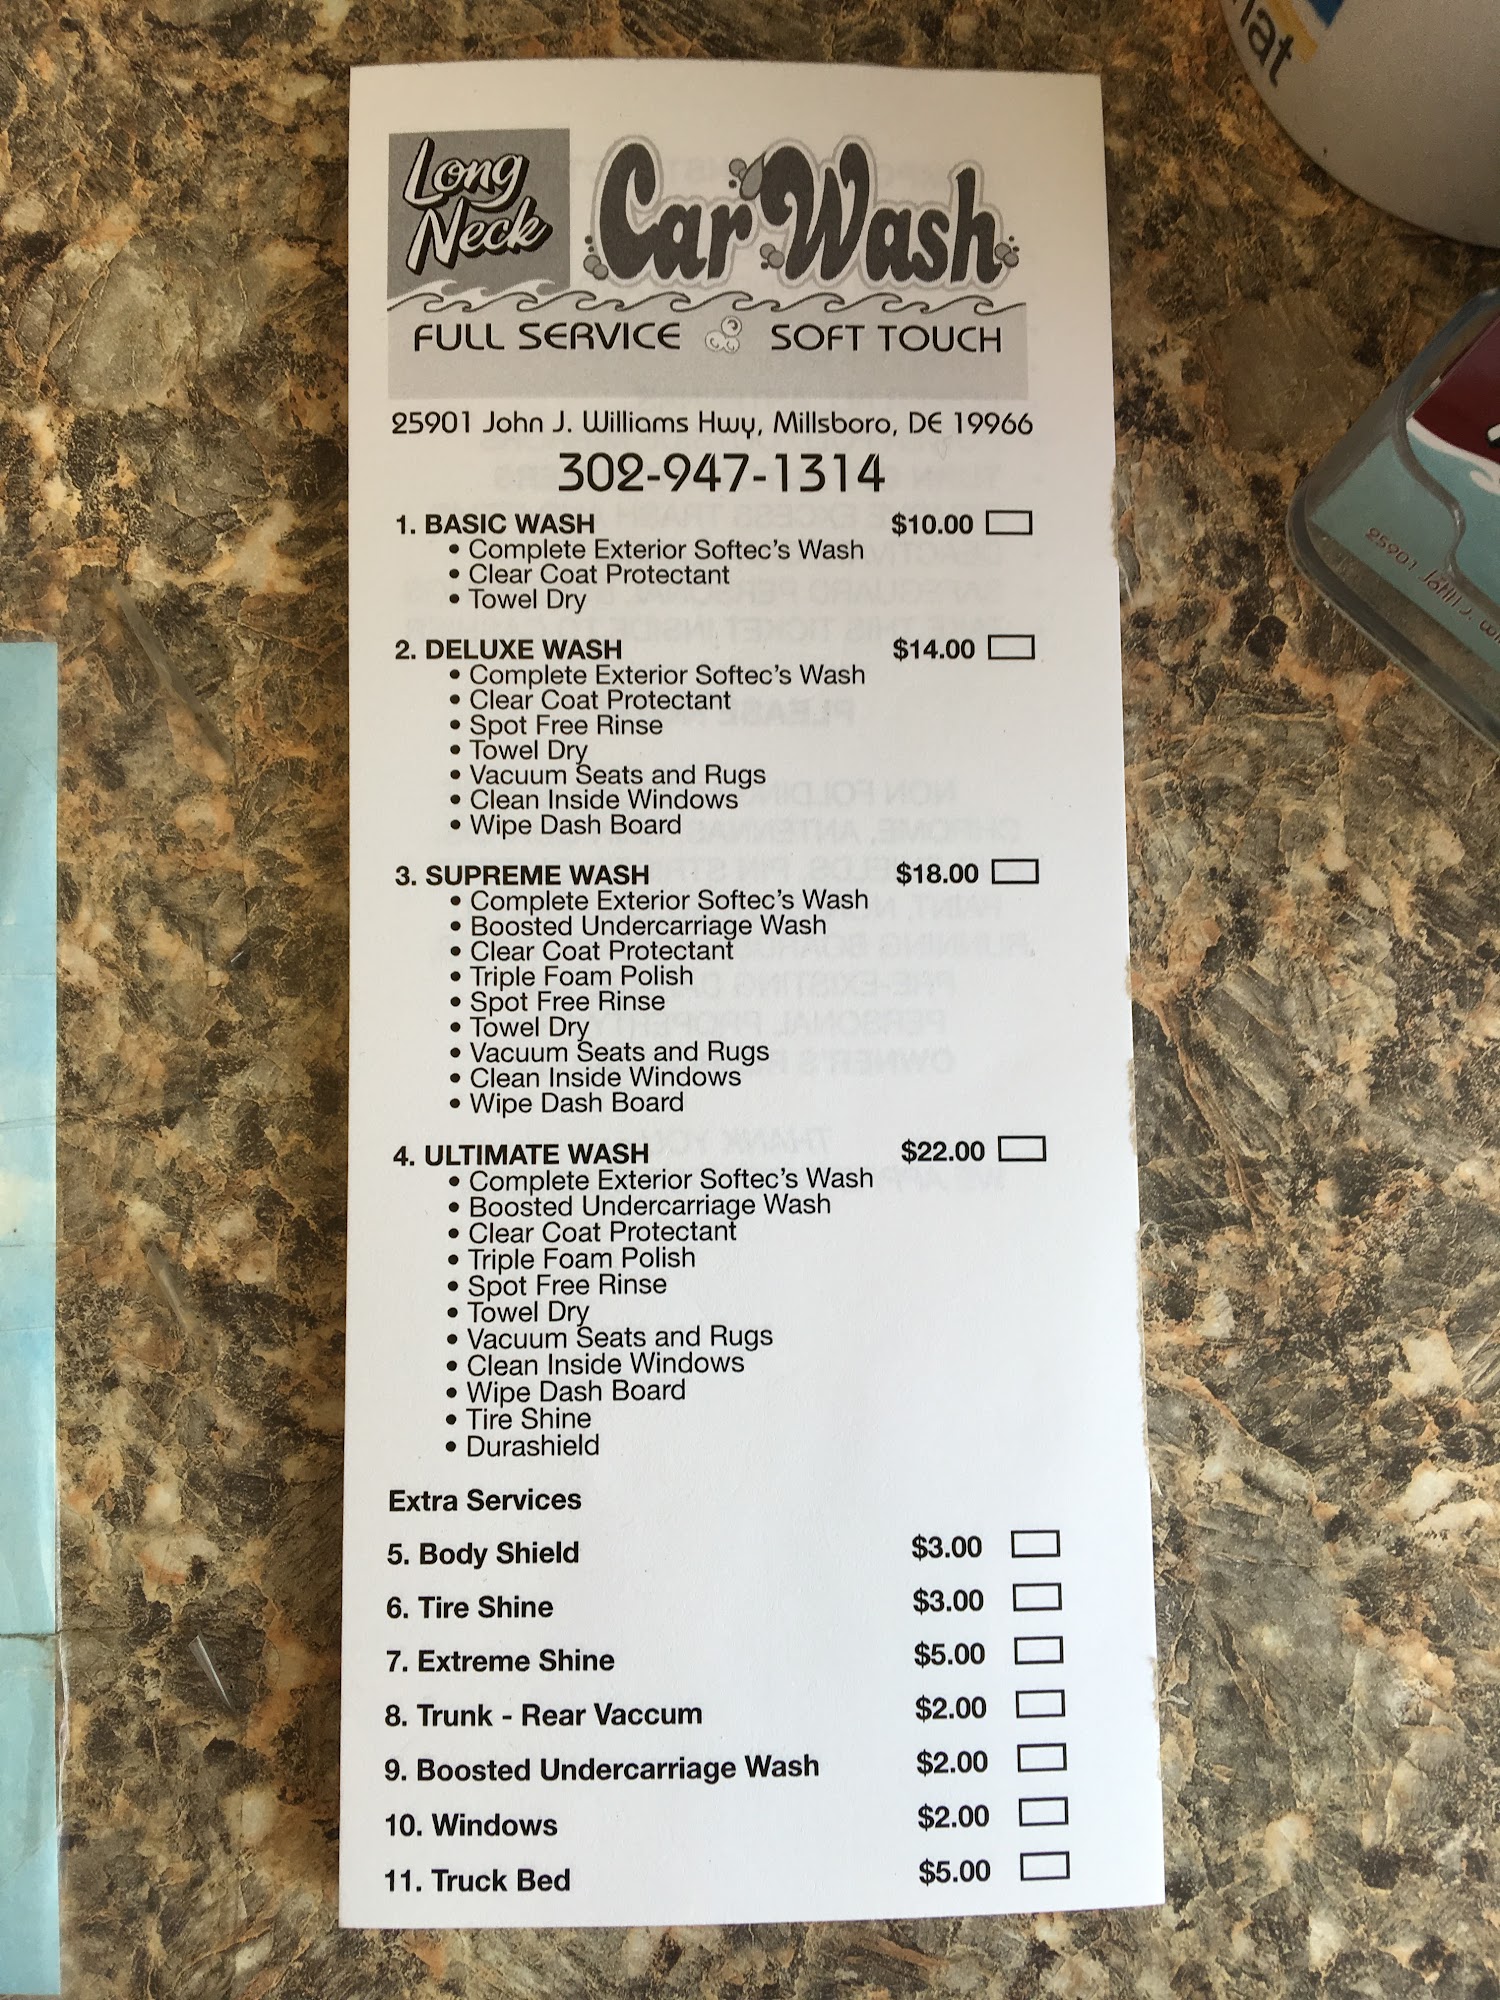 Long
Neck
Car Wash
FULL SERVICE SOFT TOUCH
25901 John J. Williams Hwy, Millsboro, DE 19966
302-947-1314
1. BASIC WASH $10.00
• Complete Exterior Softec's Wash
• Clear Coat Protectant
• Towel Dry
2. DELUXE WASH $14.00
• Complete Exterior Softec's Wash
• Clear Coat Protectant
• Spot Free Rinse
• Towel Dry
• Vacuum Seats and Rugs
• Clean Inside Windows
• Wipe Dash Board
3. SUPREME WASH $18.00
• Complete Exterior Softec's Wash
• Boosted Undercarriage Wash
• Clear Coat Protectant
• Triple Foam Polish
• Spot Free Rinse
• Towel Dry
• Vacuum Seats and Rugs
• Clean Inside Windows
• Wipe Dash Board
4. ULTIMATE WASH $22.00
• Complete Exterior Softec's Wash
• Boosted Undercarriage Wash
• Clear Coat Protectant
• Triple Foam Polish
• Spot Free Rinse
• Towel Dry
• Vacuum Seats and Rugs
• Clean Inside Windows
• Wipe Dash Board
• Tire Shine
• Durashield
Extra Services
5. Body Shield $3.00
6. Tire Shine $3.00
7. Extreme Shine $5.00
8. Trunk - Rear Vaccum $2.00
9. Boosted Undercarriage Wash $2.00
10. Windows $2.00
11. Truck Bed $5.00
25901 John J. Wi